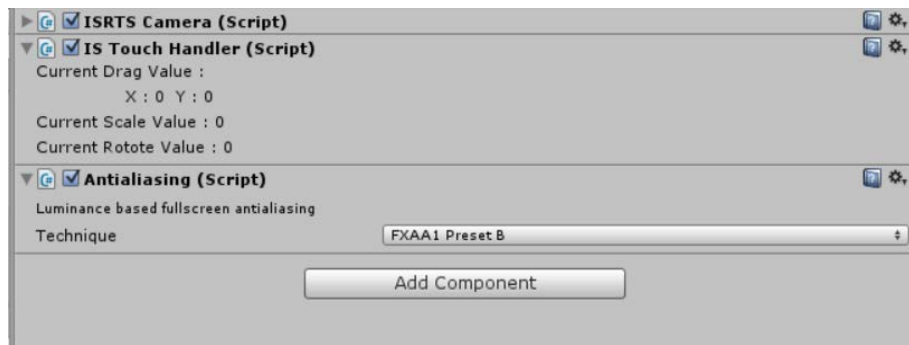 ISRTS Camera (Script)
IS Touch Handler (Script)
Current Drag Value :
X : 0 Y : 0
Current Scale Value : 0
Current Rotote Value : 0
Antialiasing (Script)
Luminance based fullscreen antialiasing
Technique FXAA1 Preset B
Add Component